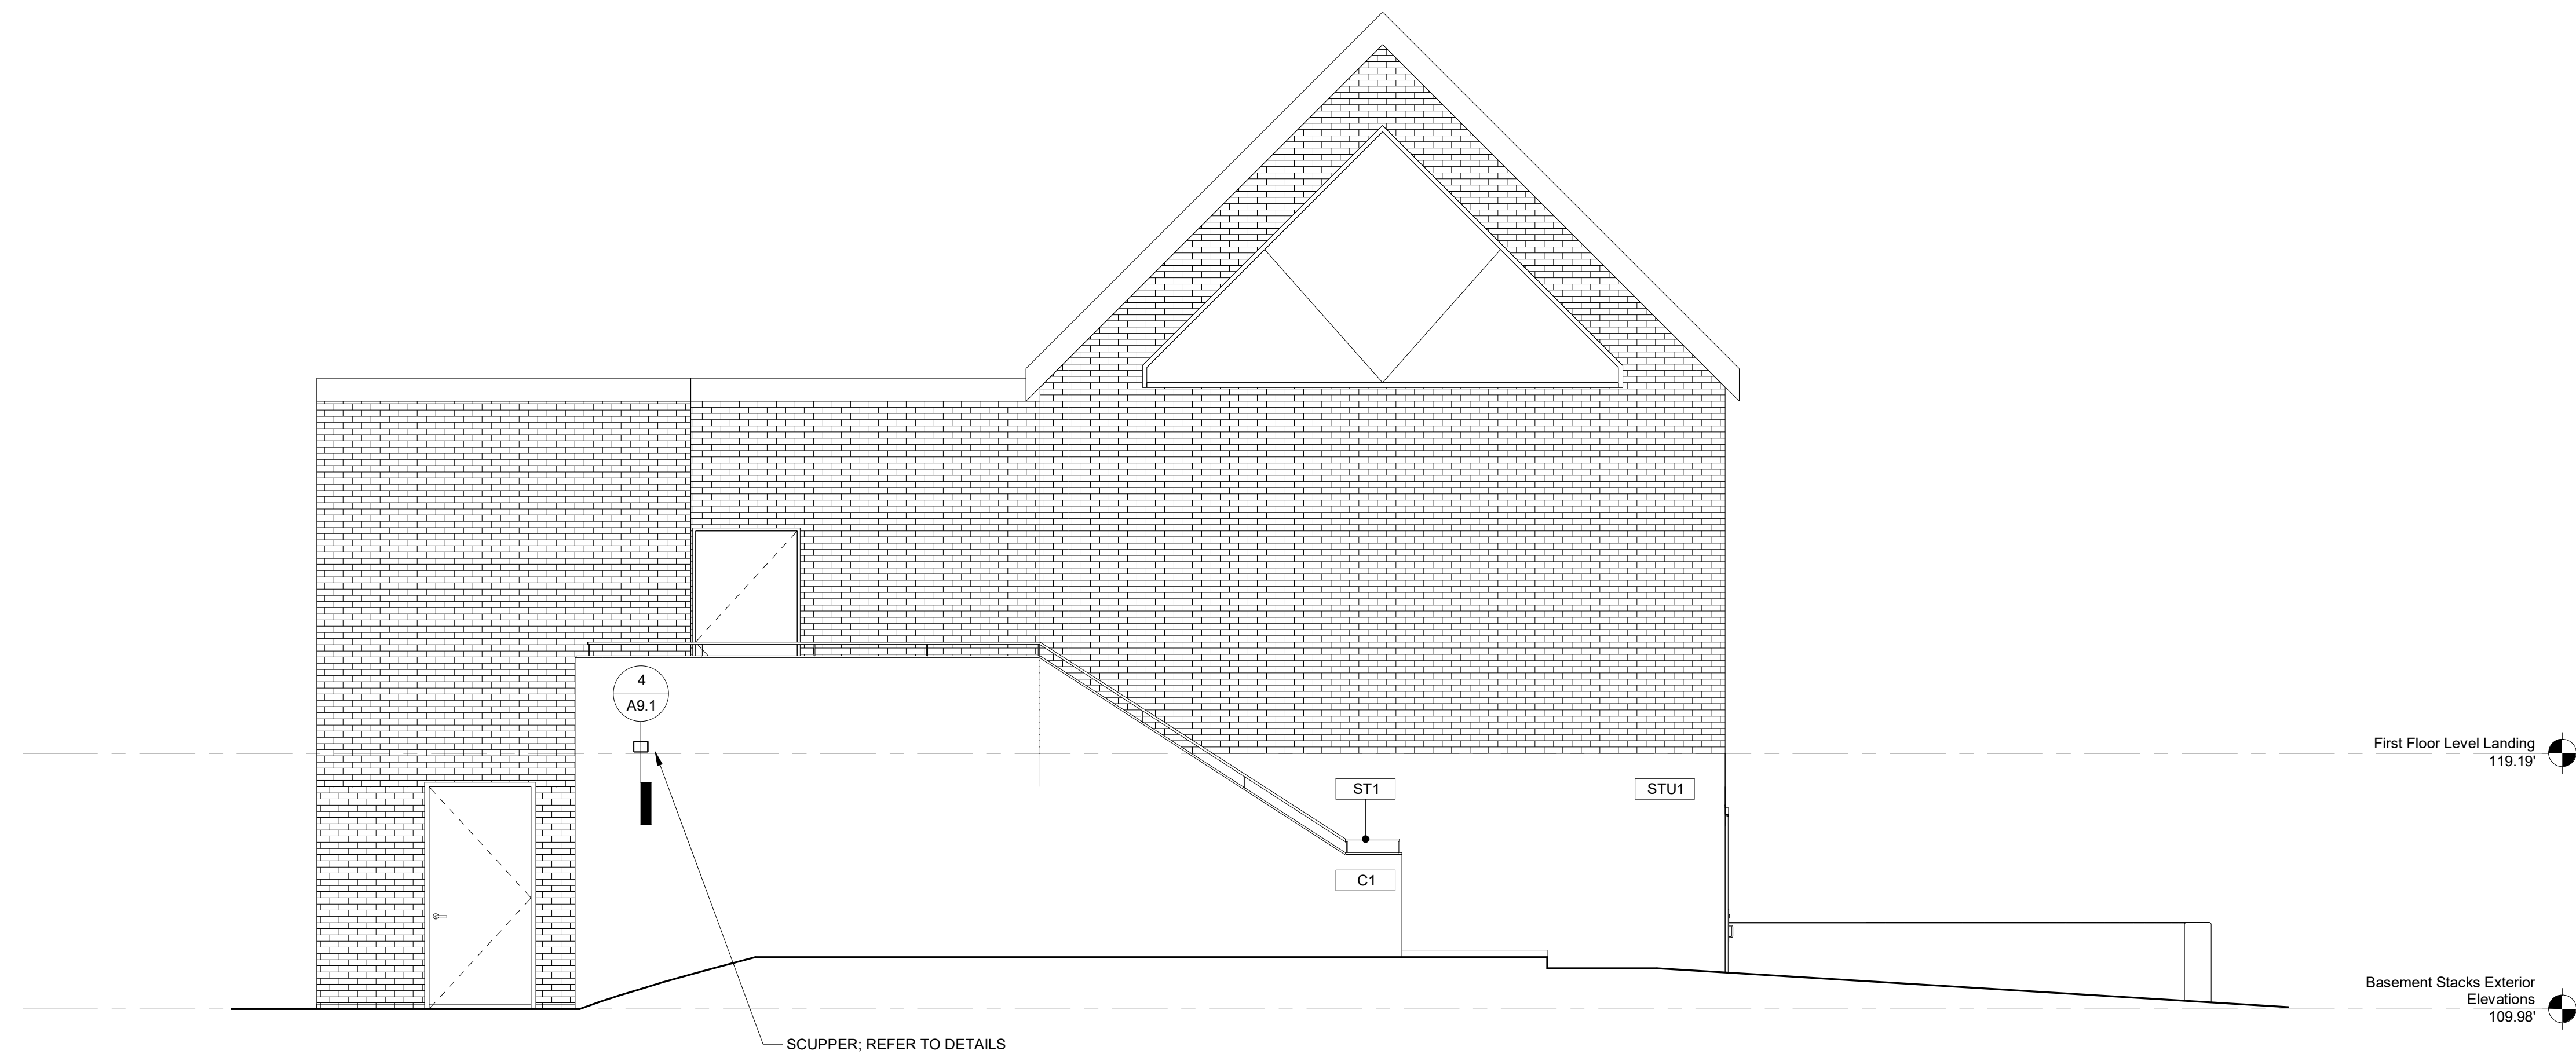 4
A9.1
First Floor Level Landing
119.19'
ST1
STU1
C1
Basement Stacks Exterior
Elevations
109.98'
SCUPPER; REFER TO DETAILS